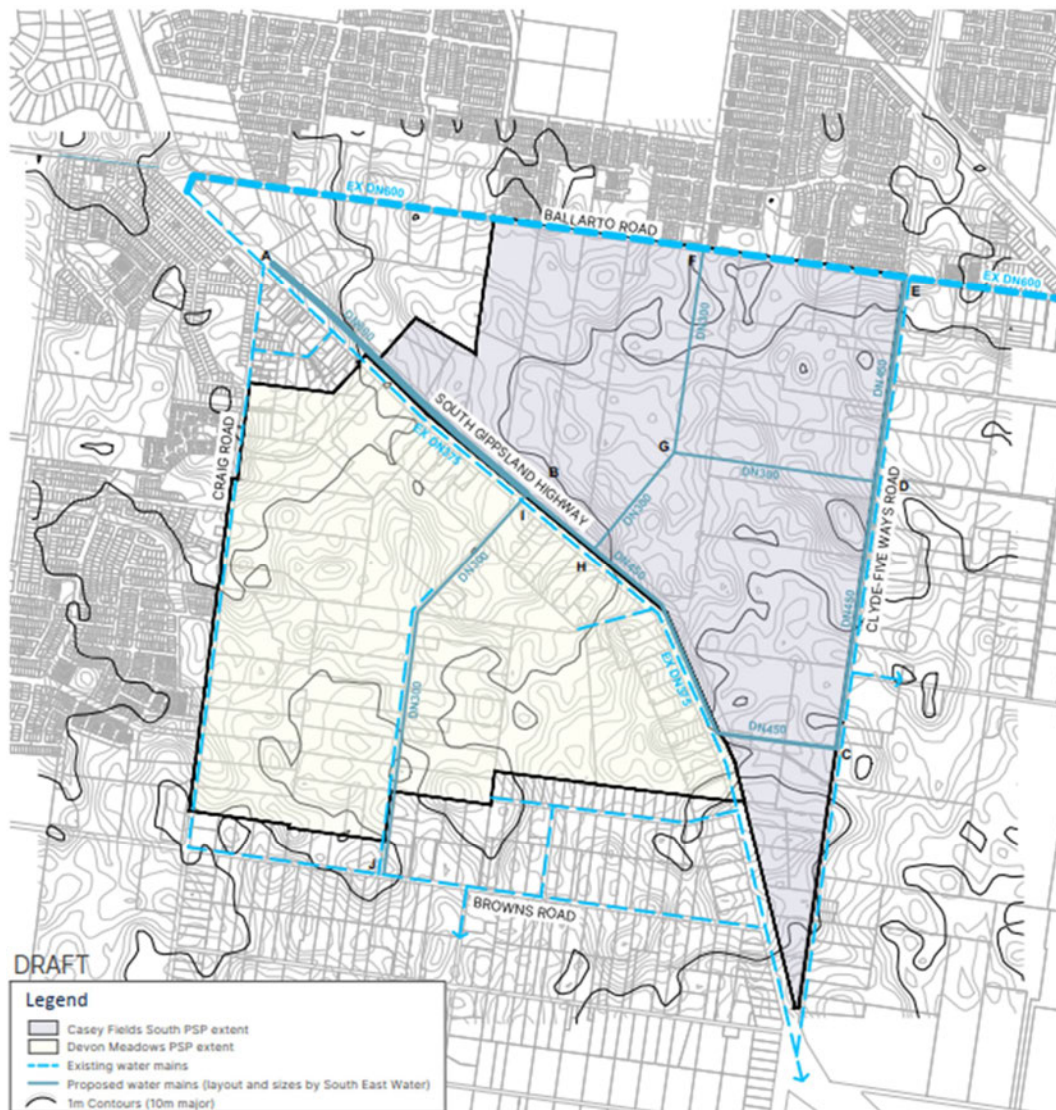 EX DN600
BALLARTO ROAD
F
E
EX DN600
A
DN300
DN450
SOUTH GIPPSLAND HIGHWAY
EX DN375
CRAIG ROAD
G
B
D
DN300
I
H
DN300
DN450
CLYDE-FIVE WAYS ROAD
DN300
EX DN375
DN300
DN450
DN450
C
J
BROWNS ROAD
DRAFT
Legend
Casey Fields South PSP extent
Devon Meadows PSP extent
Existing water mains
Proposed water mains (layout and sizes by South East Water)
1m Contours (10m major)